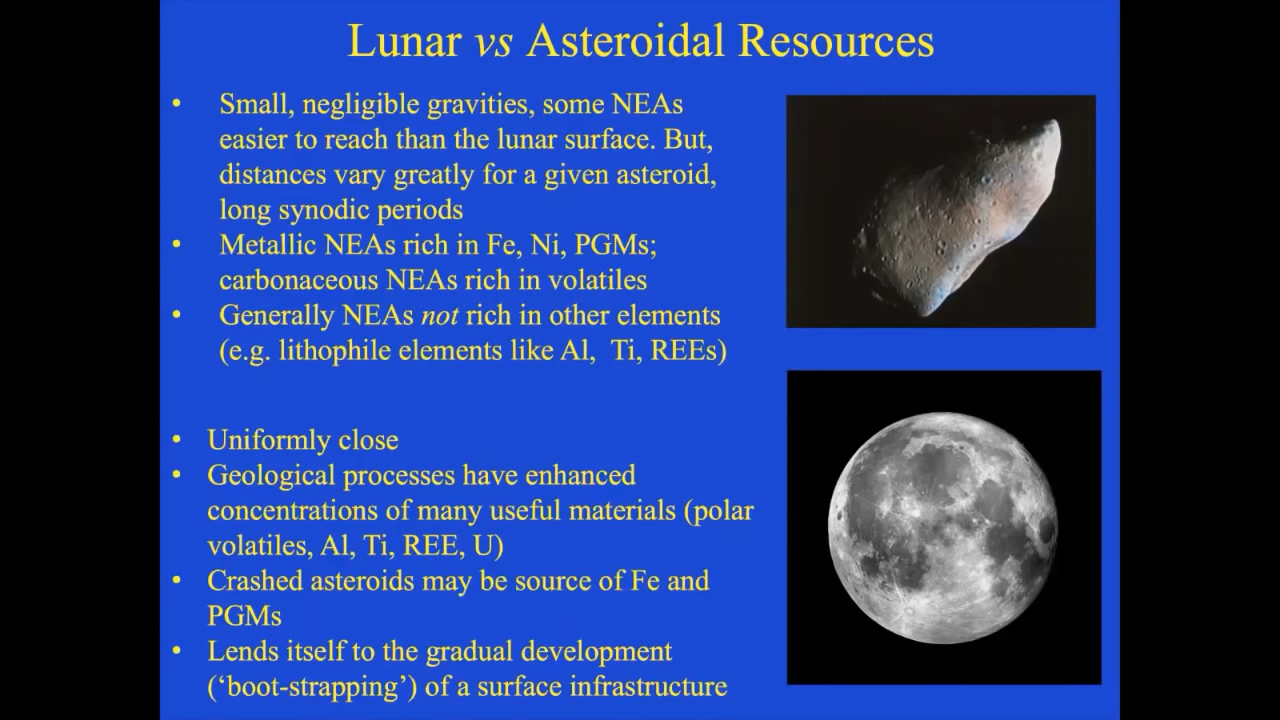 Lunar vs Asteroidal Resources
• Small, negligible gravities, some NEAs
easier to reach than the lunar surface. But,
distances vary greatly for a given asteroid,
long synodic periods
• Metallic NEAs rich in Fe, Ni, PGMs;
carbonaceous NEAs rich in volatiles
• Generally NEAs not rich in other elements
(e.g. lithophile elements like Al, Ti, REEs)
• Uniformly close
• Geological processes have enhanced
concentrations of many useful materials (polar
volatiles, Al, Ti, REE, U)
• Crashed asteroids may be source of Fe and
PGMs
• Lends itself to the gradual development
(‘boot-strapping’) of a surface infrastructure